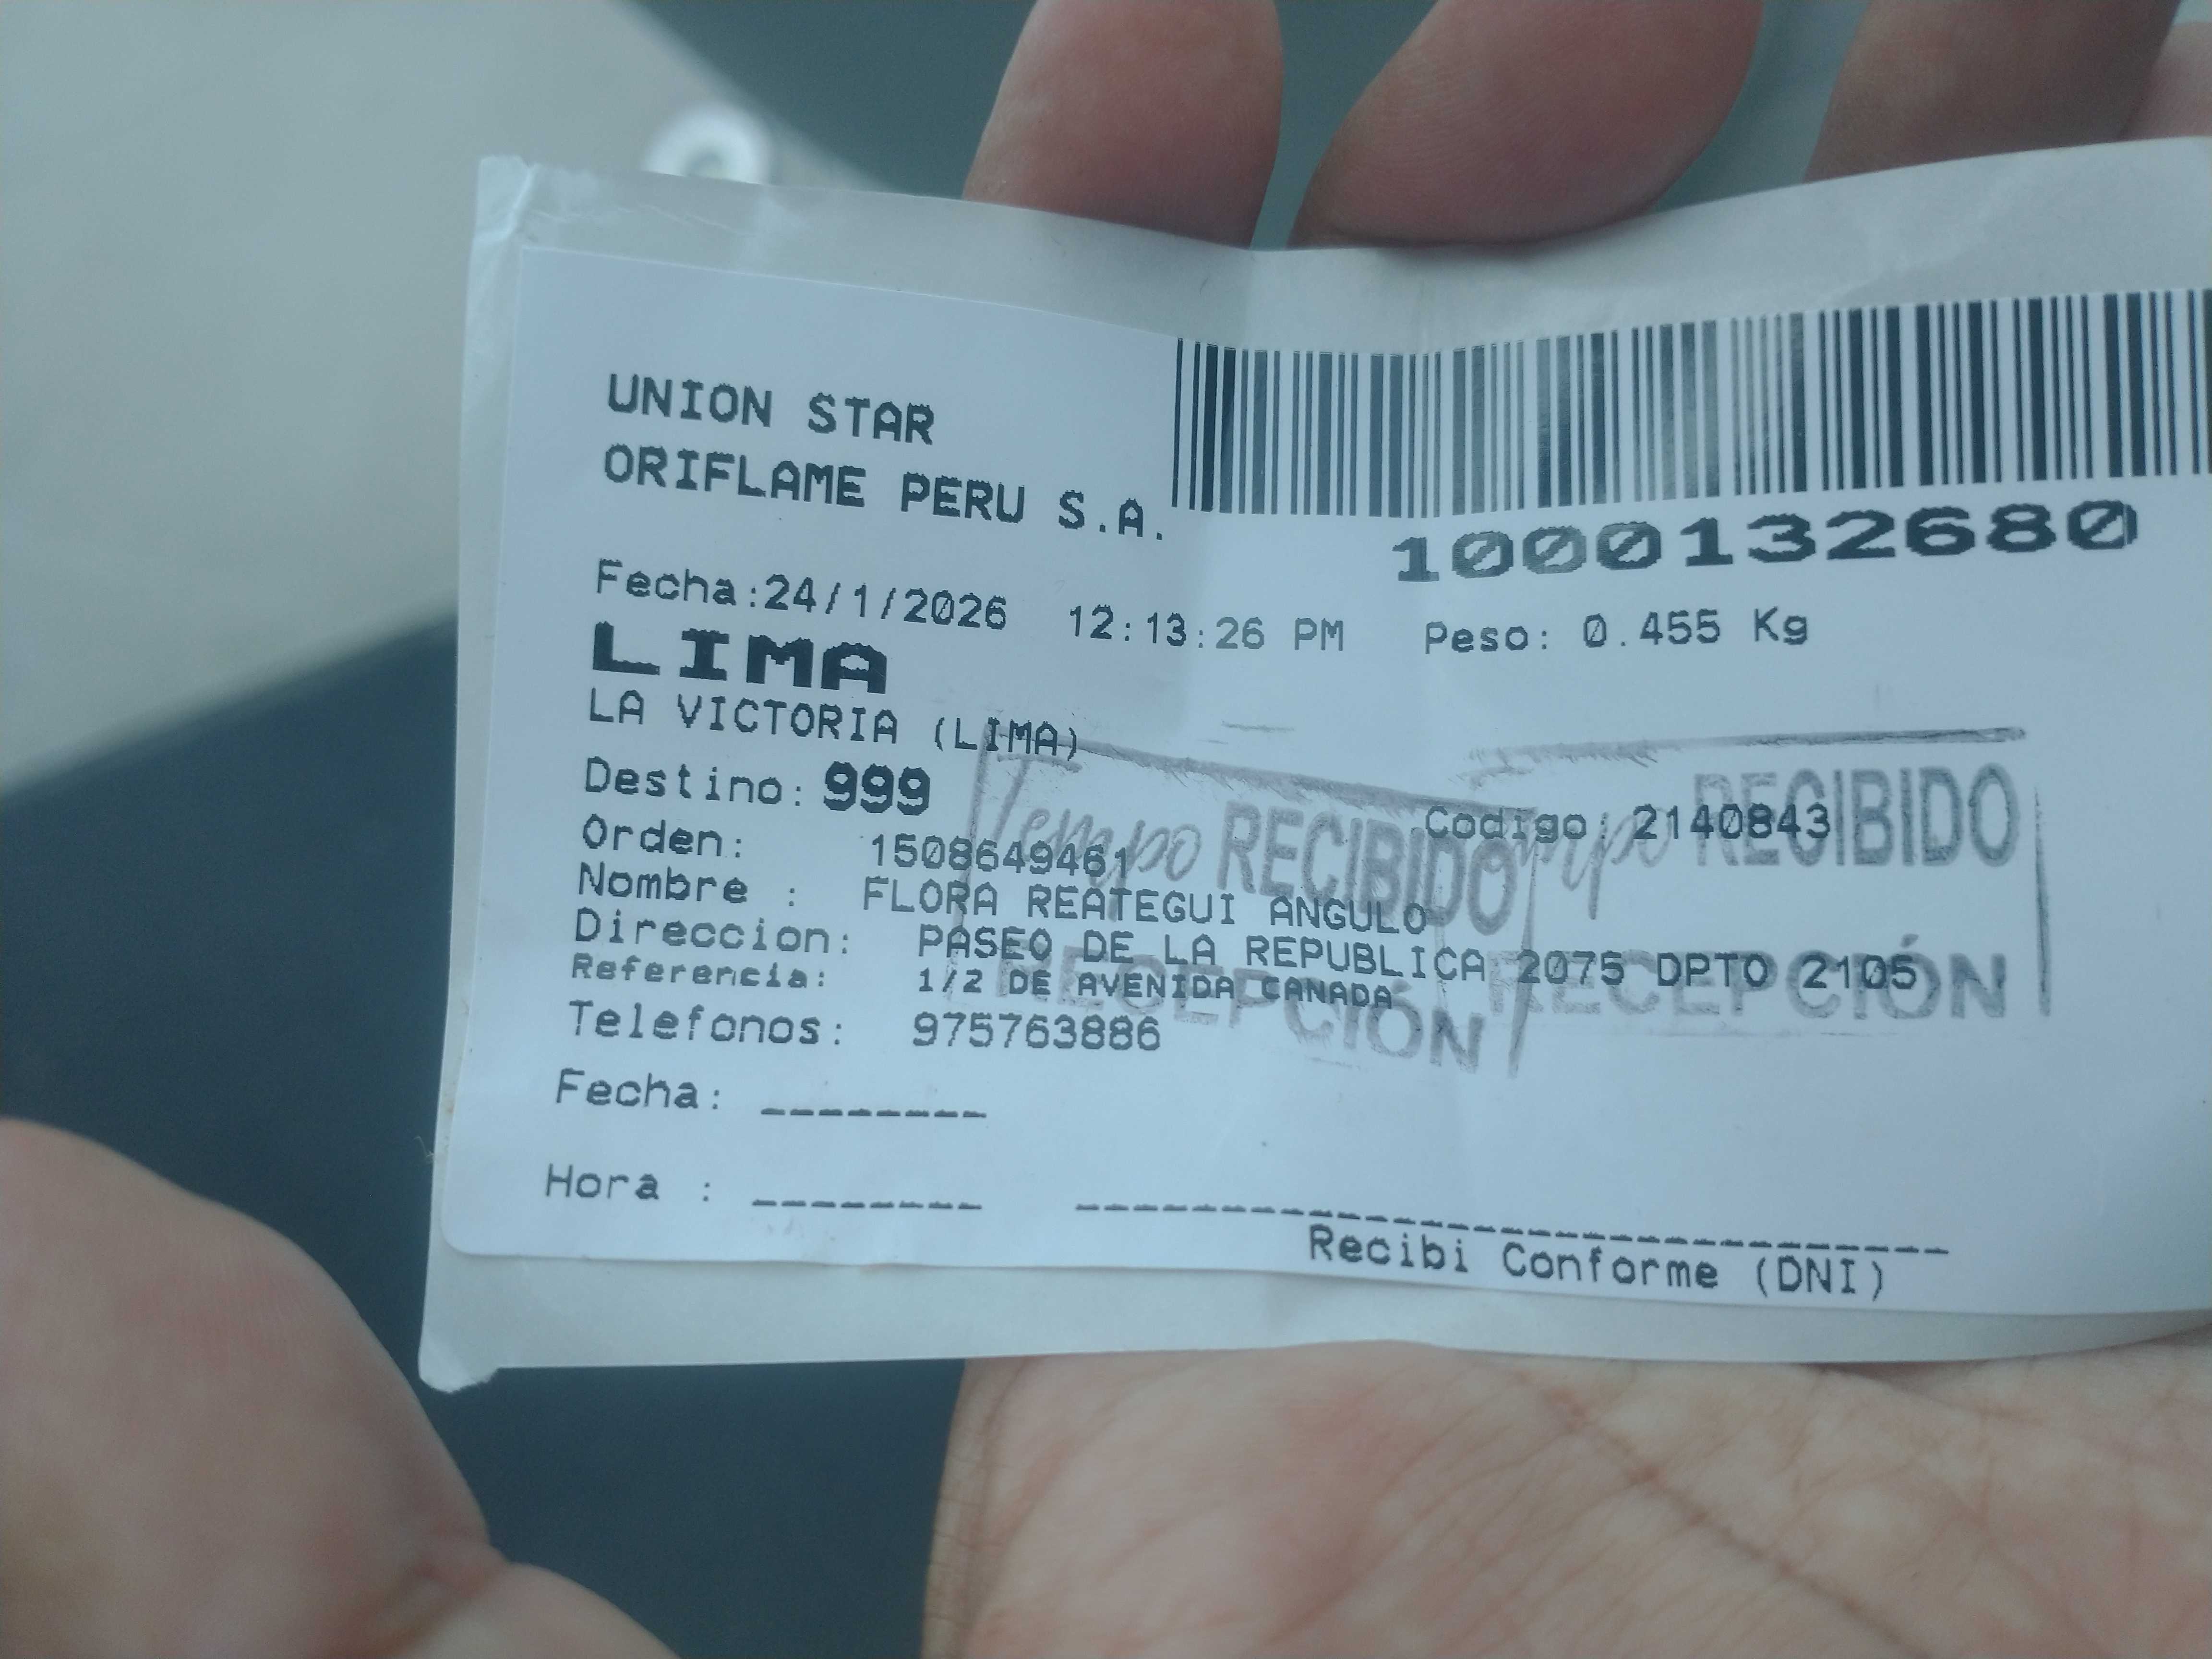 UNION STAR
ORIFLAME PERU S.A.
1000132680
Fecha:24/1/2026 12:13:26 PM Peso: 0.455 Kg
LIMA
LA VICTORIA (LIMA)
Destino: 999
Codigo: 2140843
Orden: 1508649461
Nombre : FLORA REATEGUI ANGULO
Direccion: PASEO DE LA REPUBLICA 2075 DPTO 2105
Referencia: 1/2 DE AVENIDA CANADA
Telefonos: 975763886
Tempo RECIBIDO
RECEPCIÓN
Tempo RECIBIDO
RECEPCIÓN
Fecha: --------
Hora : --------
Recibi Conforme (DNI)